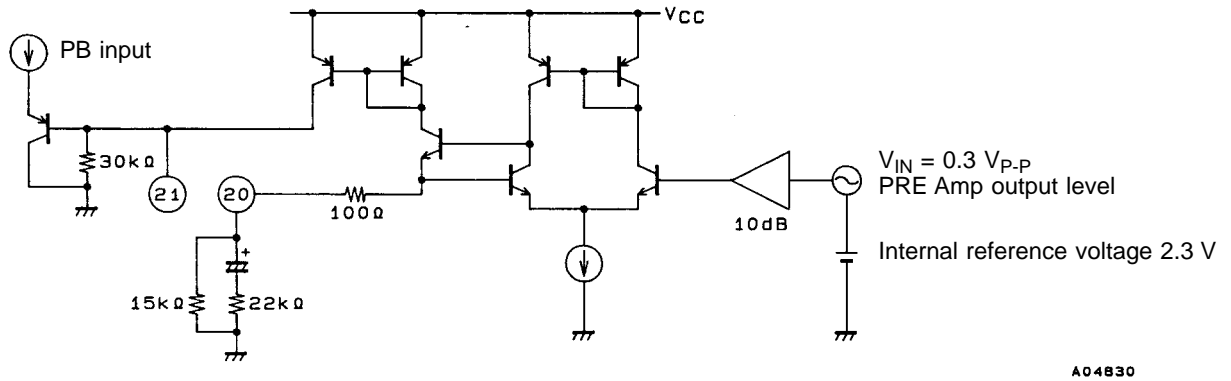 VCC
PB input
30kΩ
21
20
100Ω
15kΩ
22kΩ
10dB
VIN = 0.3 VP-P
PRE Amp output level
Internal reference voltage 2.3 V
A04830